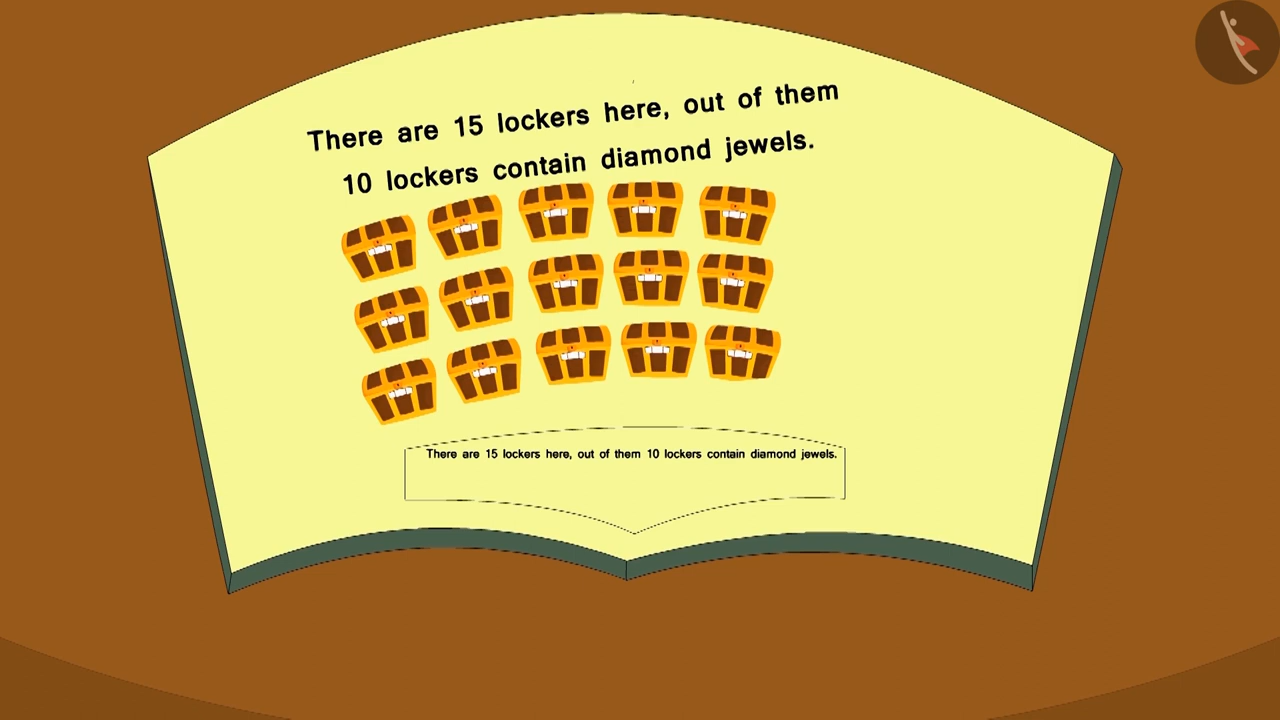 There are 15 lockers here, out of them
10 lockers contain diamond jewels.
There are 15 lockers here, out of them 10 lockers contain diamond jewels.